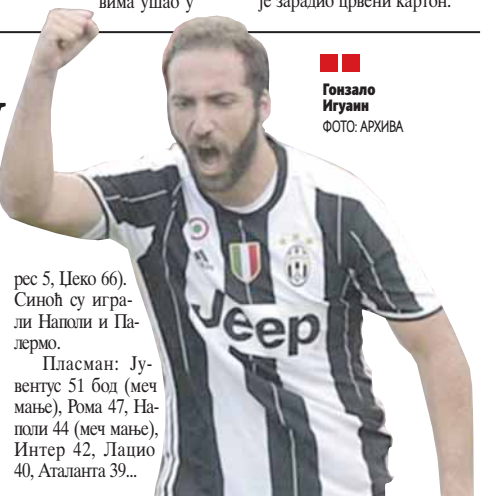 вима ушао у
је зарадио црвени картон.
Гонзало
Игуаин
ФОТО: АРХИВА
Jeep
рес 5, Џеко 66).
Синоћ су игра-
ли Наполи и Па-
лермо.
Пласман: Ју-
вентус 51 бод (меч
мање), Рома 47, На-
поли 44 (меч мање),
Интер 42, Лацио
40, Аталанта 39...